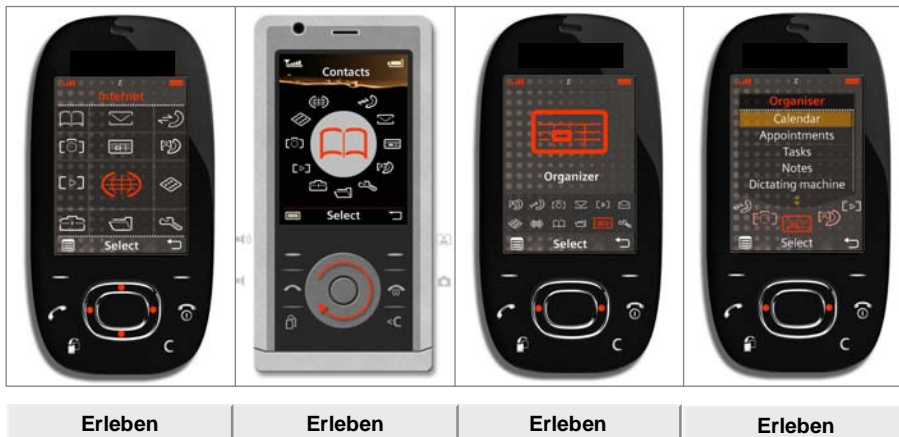 Internet
Select
C
Contacts
Select
<C
Organizer
Select
C
Organiser
Calendar
Appointments
Tasks
Notes
Dictating machine
Select
C
Erleben
Erleben
Erleben
Erleben